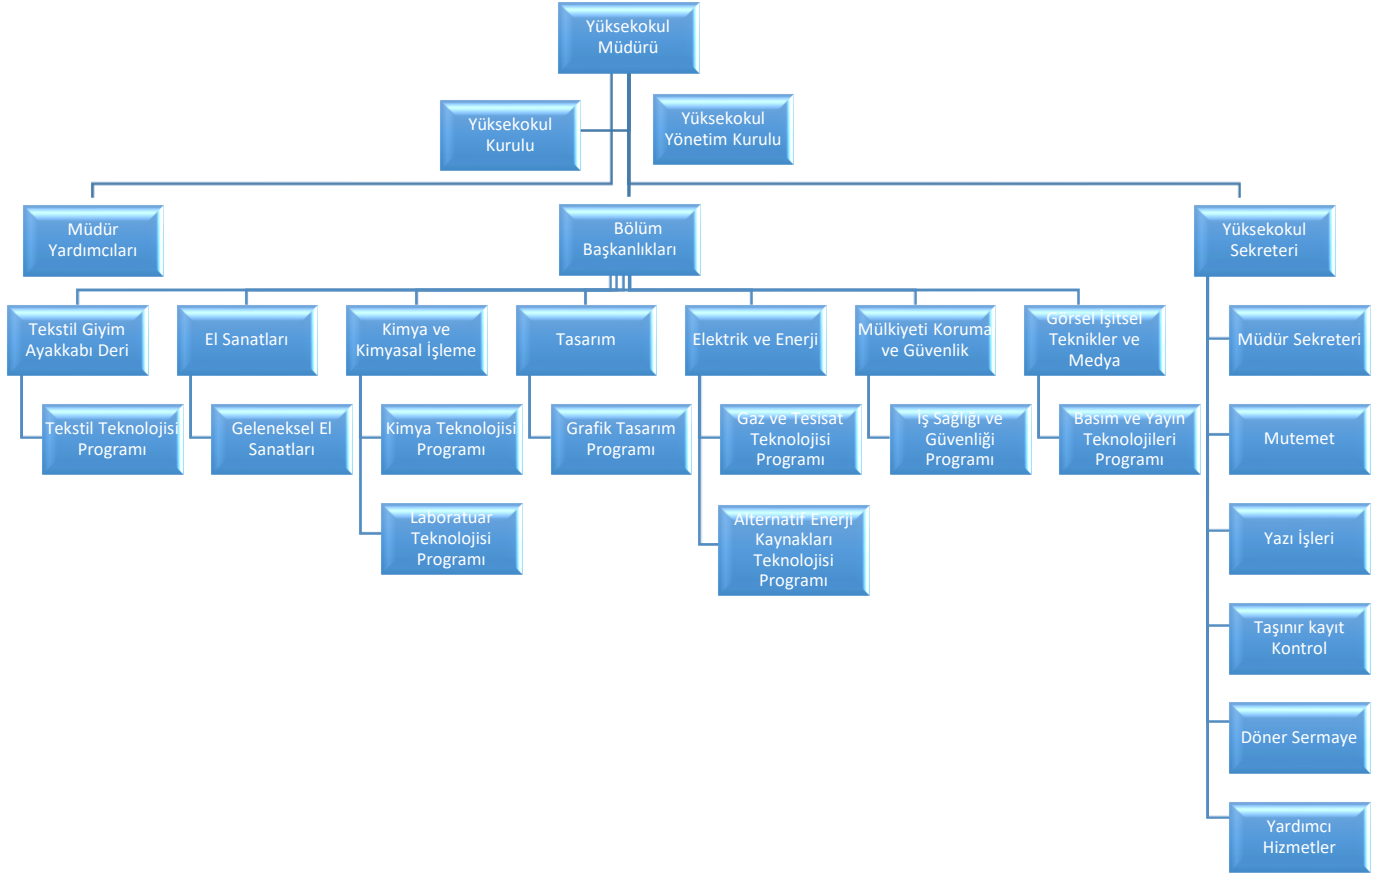 Yüksekokul
Müdürü
Yüksekokul
Kurulu
Yüksekokul
Yönetim Kurulu
Müdür
Yardımcıları
Bölüm
Başkanlıkları
Yüksekokul
Sekreteri
Tekstil Giyim
Ayakkabı Deri
El Sanatları
Kimya ve
Kimyasal İşleme
Tasarım
Elektrik ve Enerji
Mülkiyeti Koruma
ve Güvenlik
Görsel İşitsel
Teknikler ve
Medya
Müdür Sekreteri
Tekstil Teknolojisi
Programı
Geleneksel El
Sanatları
Kimya Teknolojisi
Programı
Grafik Tasarım
Programı
Gaz ve Tesisat
Teknolojisi
Programı
İş Sağlığı ve
Güvenliği
Programı
Basım ve Yayın
Teknolojileri
Programı
Mutemet
Laboratuar
Teknolojisi
Programı
Alternatif Enerji
Kaynakları
Teknolojisi
Programı
Yazı İşleri
Taşınır kayıt
Kontrol
Döner Sermaye
Yardımcı
Hizmetler